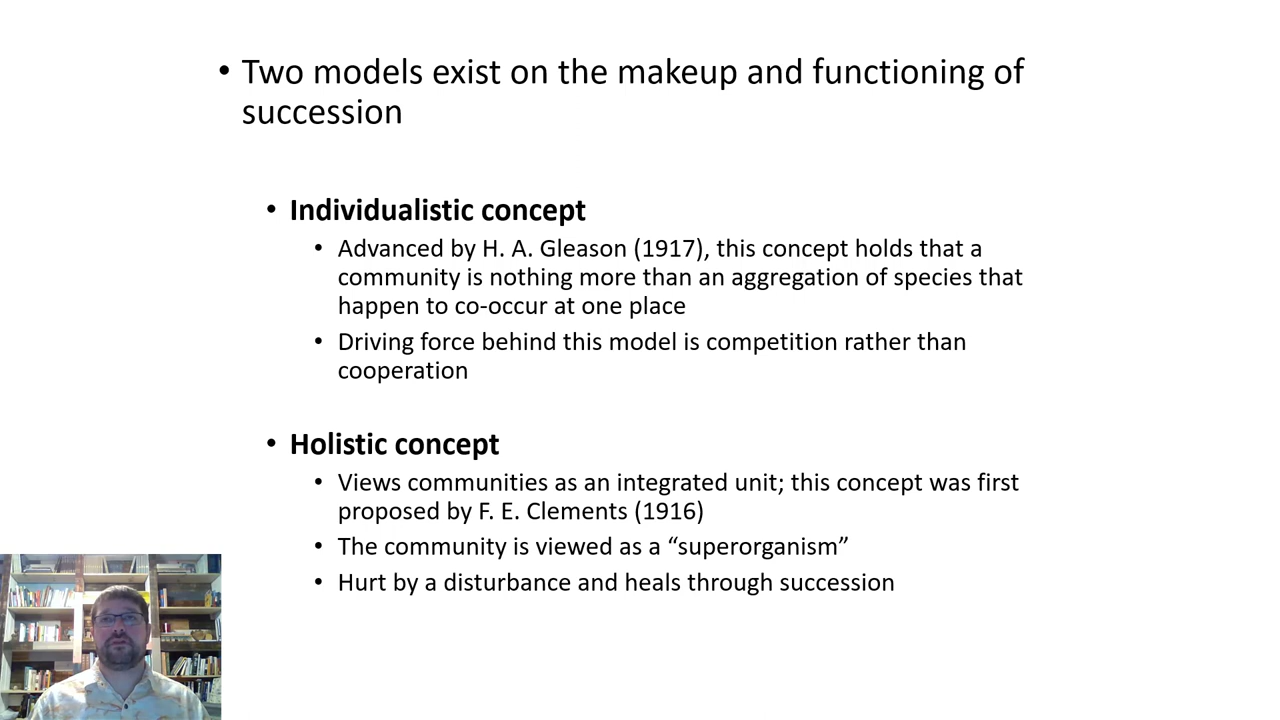 • Two models exist on the makeup and functioning of
succession
• Individualistic concept
• Advanced by H. A. Gleason (1917), this concept holds that a
community is nothing more than an aggregation of species that
happen to co-occur at one place
• Driving force behind this model is competition rather than
cooperation
• Holistic concept
• Views communities as an integrated unit; this concept was first
proposed by F. E. Clements (1916)
• The community is viewed as a “superorganism”
• Hurt by a disturbance and heals through succession